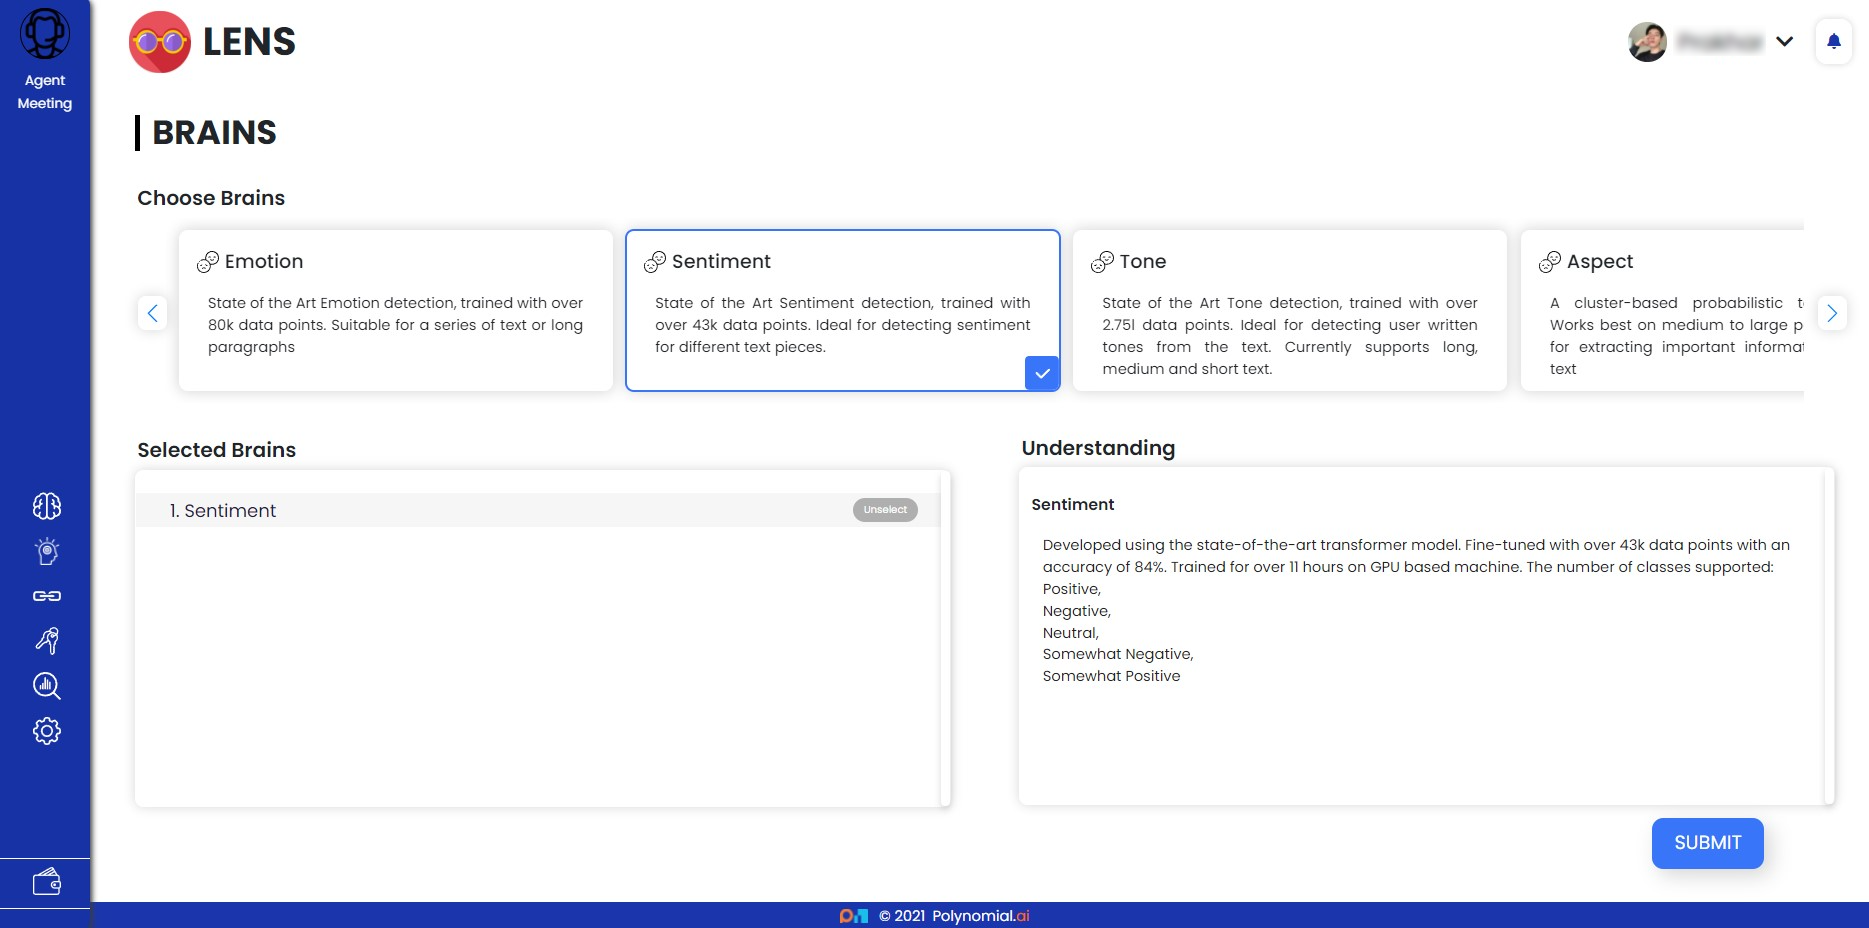 Agent
Meeting
LENS
BRAINS
Choose Brains
Emotion
State of the Art Emotion detection, trained with over
80k data points. Suitable for a series of text or long
paragraphs
Sentiment
State of the Art Sentiment detection, trained with
over 43k data points. Ideal for detecting sentiment
for different text pieces.
Tone
State of the Art Tone detection, trained with over
2.75l data points. Ideal for detecting user written
tones from the text. Currently supports long,
medium and short text.
Aspect
A cluster-based probabilistic
Works best on medium to large
for extracting important
text
Selected Brains
1. Sentiment
Unselect
Understanding
Sentiment
Developed using the state-of-the-art transformer model. Fine-tuned with over 43k data points with an
accuracy of 84%. Trained for over 11 hours on GPU based machine. The number of classes supported:
Positive,
Negative,
Neutral,
Somewhat Negative,
Somewhat Positive
SUBMIT
© 2021 Polynomial.ai